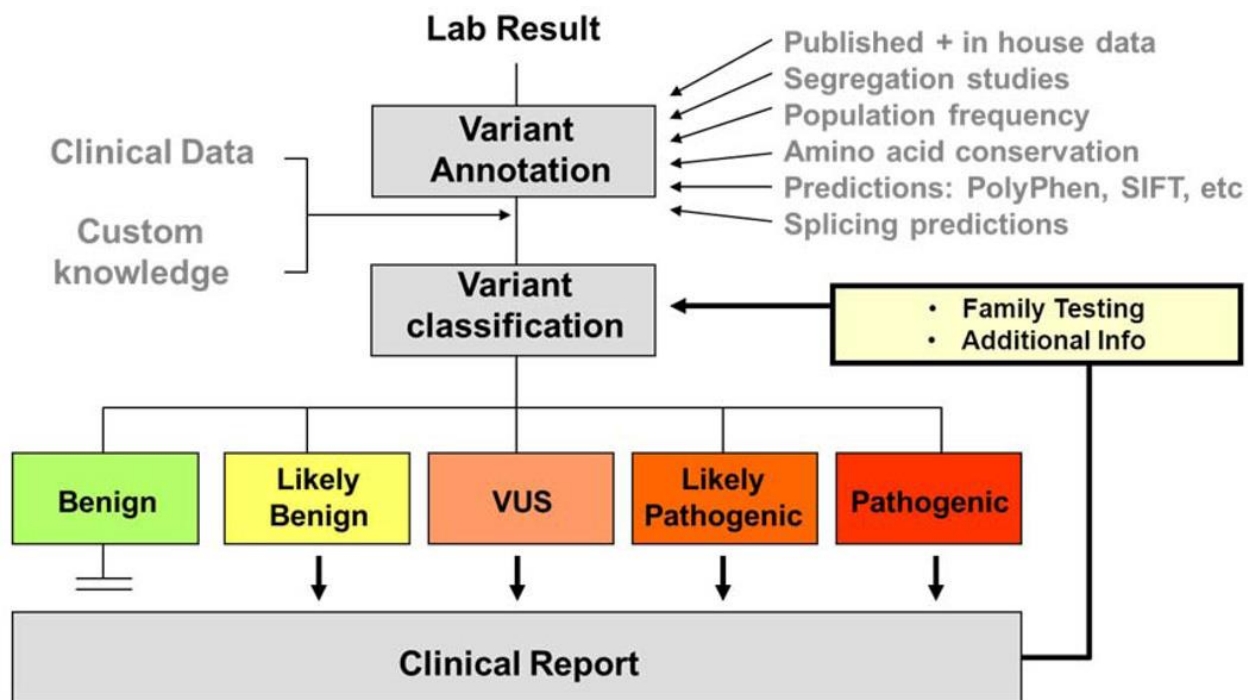 Lab Result
Published + in house data
Segregation studies
Population frequency
Amino acid conservation
Predictions: PolyPhen, SIFT, etc
Splicing predictions
Variant
Annotation
Clinical Data
Custom
knowledge
Variant
classification
• Family Testing
• Additional Info
Benign
Likely
Benign
VUS
Likely
Pathogenic
Pathogenic
Clinical Report